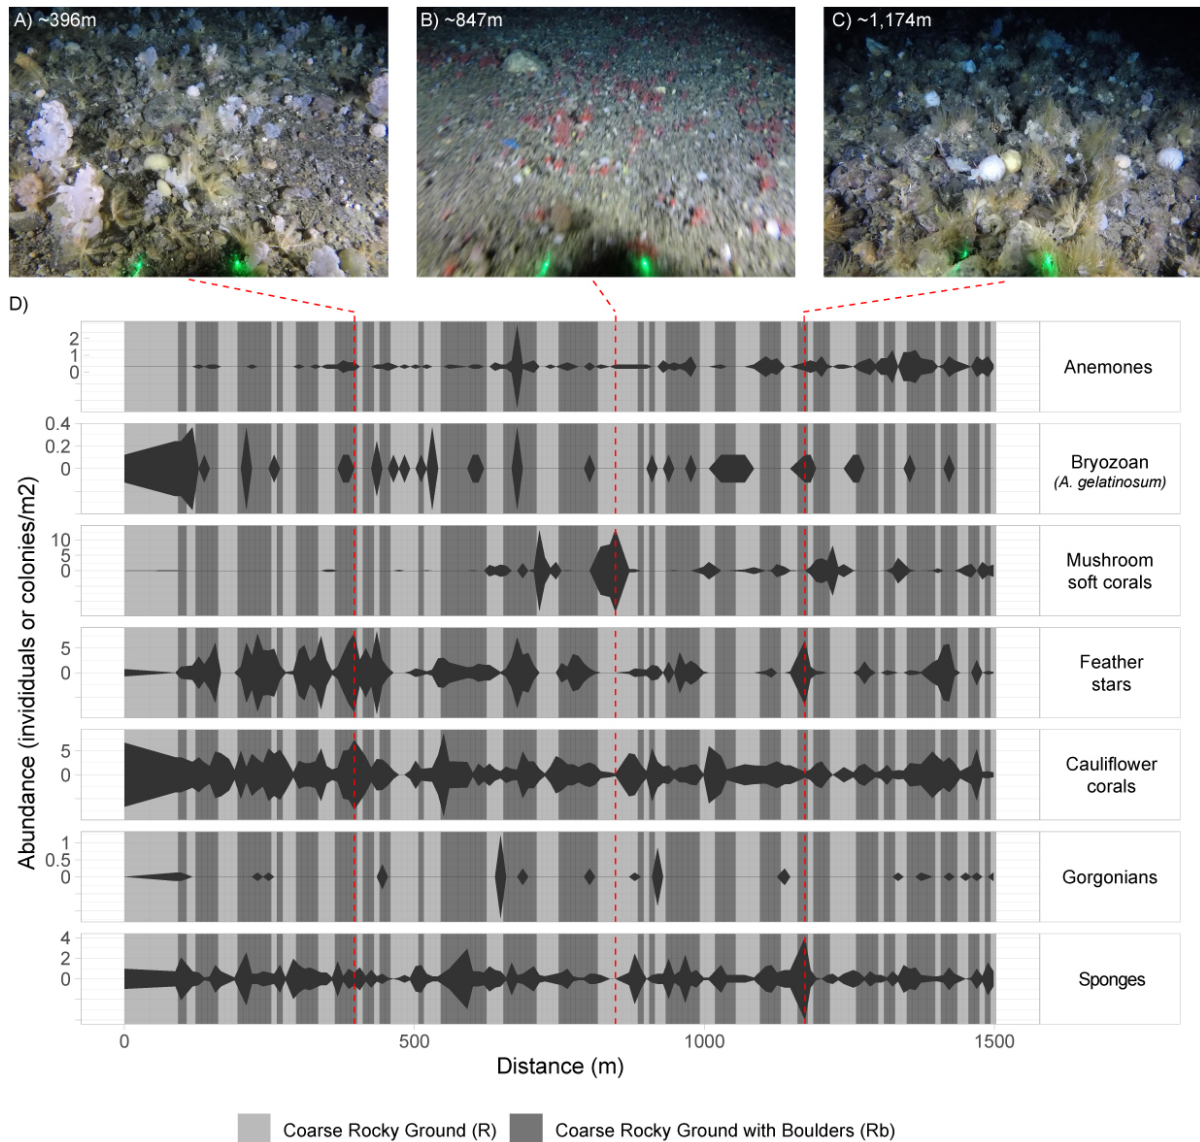 A) ~396m
B) ~847m
C) ~1,174m
D)
Abundance (invididuals or colonies/m2)
2
1
0
Anemones
0.4
0.2
0
Bryozoan
(A. gelatinosum)
10
5
0
Mushroom
soft corals
5
0
Feather
stars
5
0
Cauliflower
corals
1
0.5
0
Gorgonians
4
2
0
Sponges
0
500
1000
1500
Distance (m)
Coarse Rocky Ground (R)
Coarse Rocky Ground with Boulders (Rb)